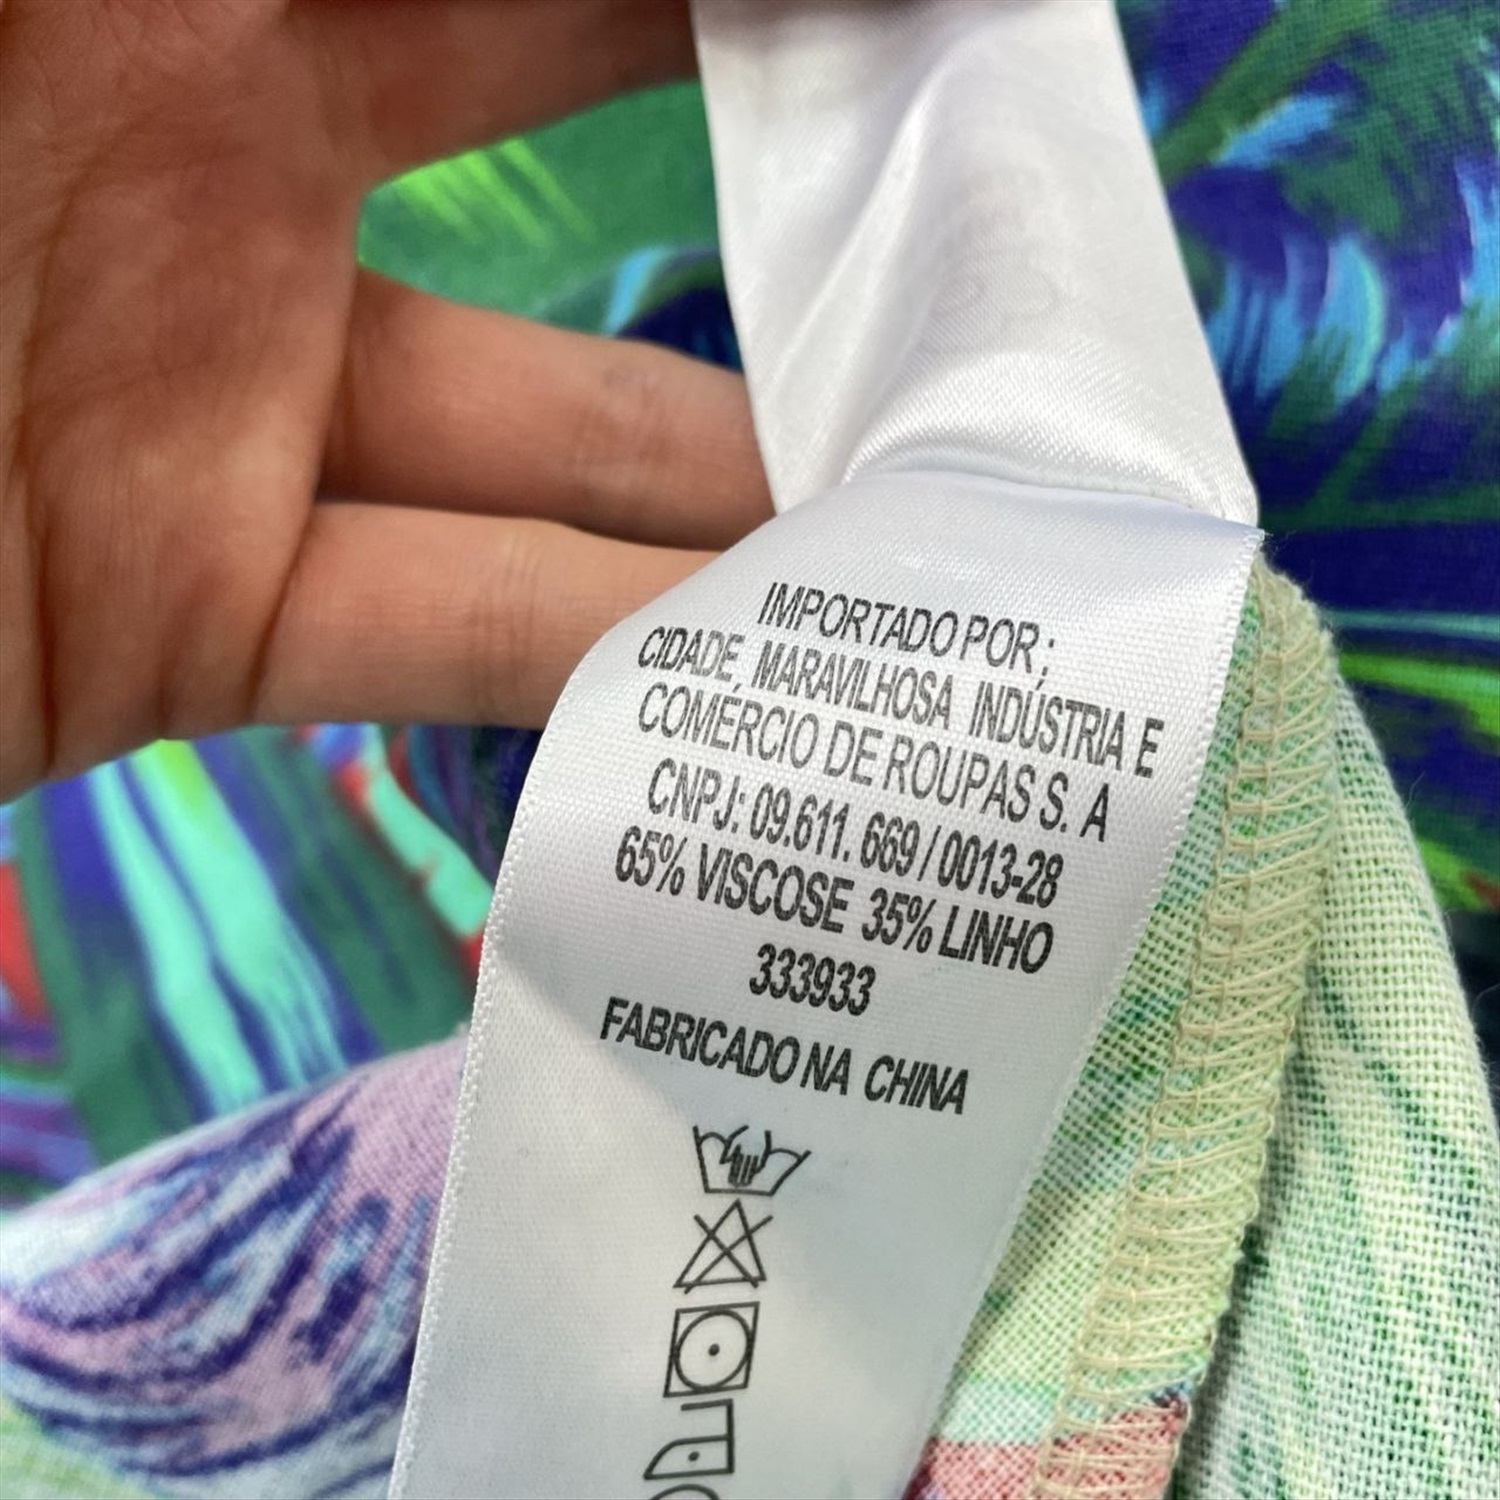 IMPORTADO POR;
CIDADE MARAVILHOSA INDÚSTRIA E
COMÉRCIO DE ROUPAS S. A
CNPJ: 09.611. 669 / 0013-28
65% VISCOSE 35% LINHO
333933
FABRICADO NA CHINA